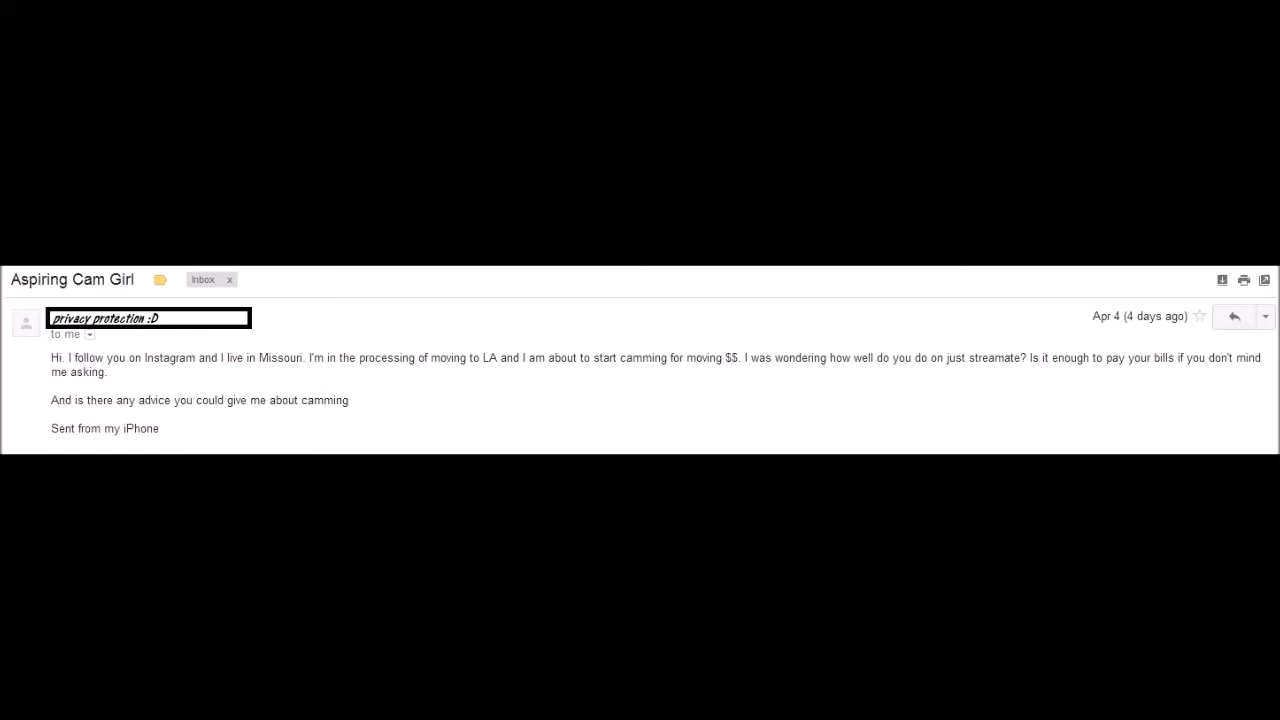 Aspiring Cam Girl Inbox x
privacy protection :D Apr 4 (4 days ago)
to me
Hi. I follow you on Instagram and I live in Missouri. I'm in the processing of moving to LA and I am about to start camming for moving $$. I was wondering how well do you do on just streamate? Is it enough to pay your bills if you don't mind
me asking.
And is there any advice you could give me about camming
Sent from my iPhone